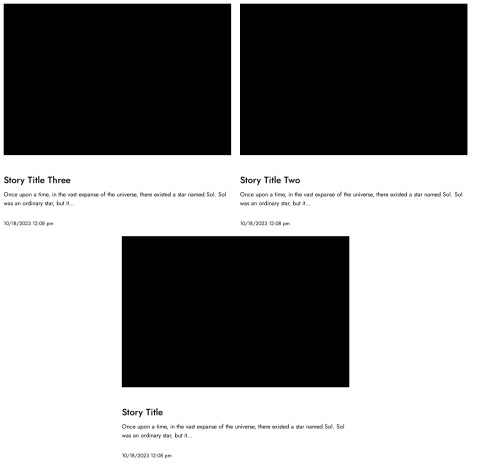 Story Title Three
Once upon a time, in the vast expanse of the universe, there existed a star named Sol. Sol
was an ordinary star, but it...
10/18/2023 12:08 pm
Story Title Two
Once upon a time, in the vast expanse of the universe, there existed a star named Sol. Sol
was an ordinary star, but it...
10/18/2023 12:08 pm
Story Title
Once upon a time, in the vast expanse of the universe, there existed a star named Sol. Sol
was an ordinary star, but it...
10/18/2023 12:08 pm